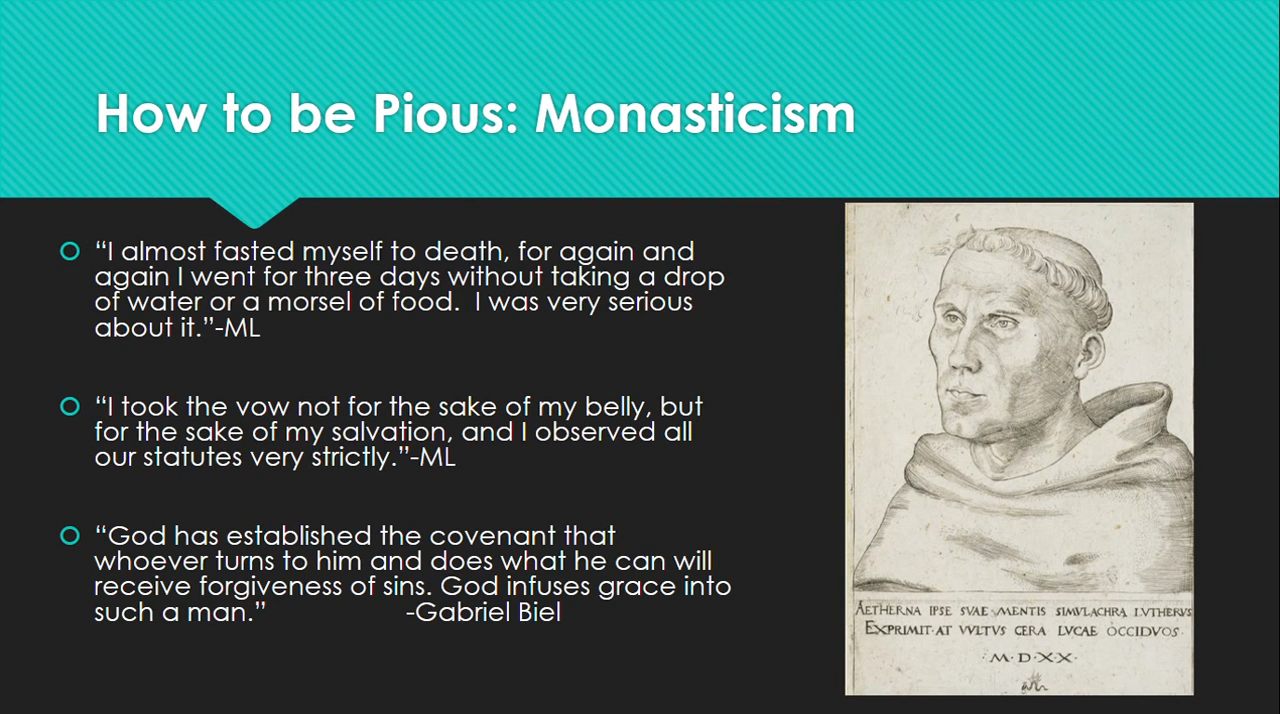 How to be Pious: Monasticism
“I almost fasted myself to death, for again and
again I went for three days without taking a drop
of water or a morsel of food.  I was very serious
about it.”-ML
“I took the vow not for the sake of my belly, but
for the sake of my salvation, and I observed all
our statutes very strictly.”-ML
“God has established the covenant that
whoever turns to him and does what he can will
receive forgiveness of sins. God infuses grace into
such a man.” -Gabriel Biel
AETHERNA IPSE SVAE MENTIS SIMVLACHRA LVTHERVS
EXPRIMIT·AT VVLTVS CERA LVCAE OCCIDVOS·
·M·D·XX·